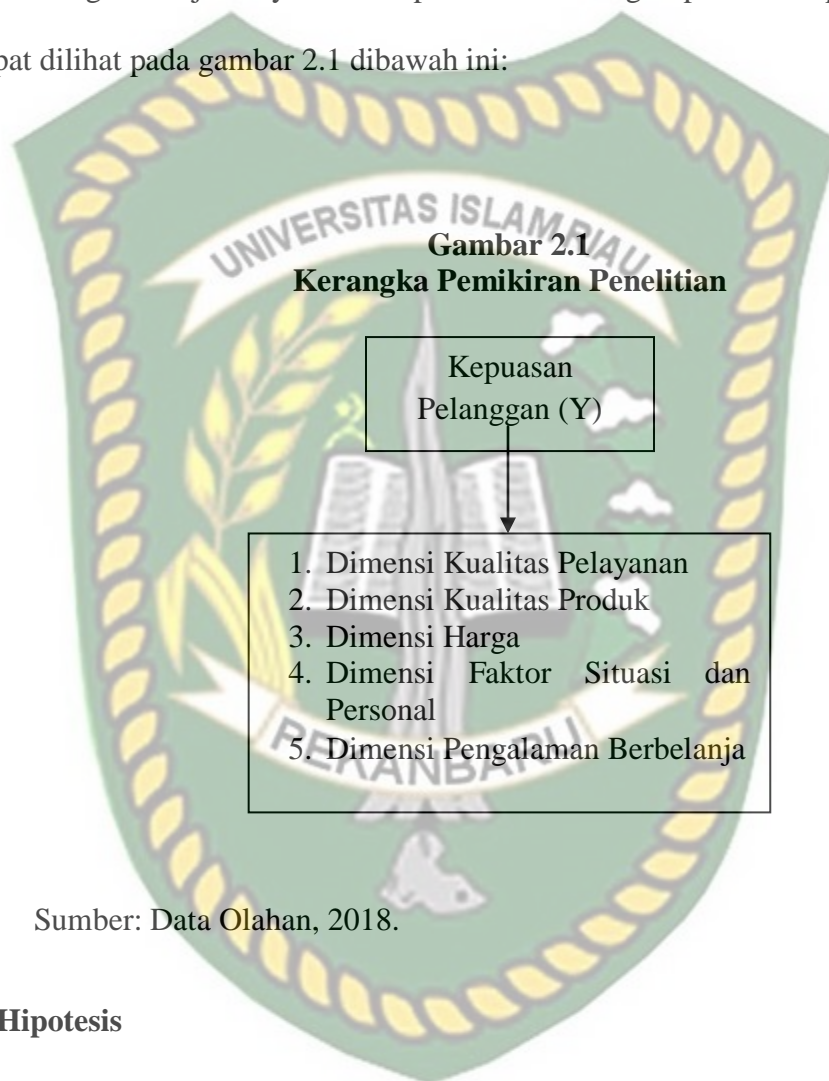 pat dilihat pada gambar 2.1 dibawah ini:
UNIVERSITAS ISLAM RIAU
Gambar 2.1
Kerangka Pemikiran Penelitian
Kepuasan
Pelanggan (Y)
1. Dimensi Kualitas Pelayanan
2. Dimensi Kualitas Produk
3. Dimensi Harga
4. Dimensi Faktor Situasi dan
Personal
5. Dimensi Pengalaman Berbelanja
PEKANBARU
Sumber: Data Olahan, 2018.
Hipotesis